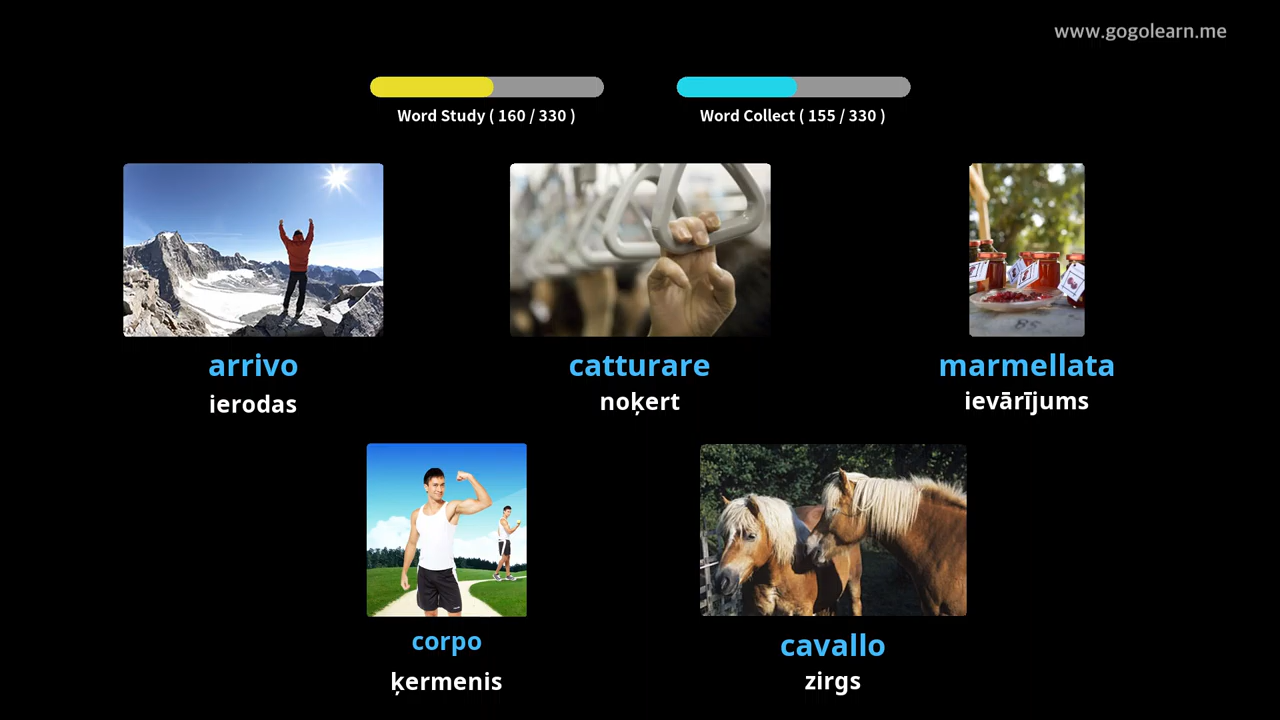 www.gogolearn.me
Word Study ( 160 / 330 )
Word Collect ( 155 / 330 )
arrivo
ierodas
catturare
noķert
marmellata
ievārījums
corpo
ķermenis
cavallo
zirgs